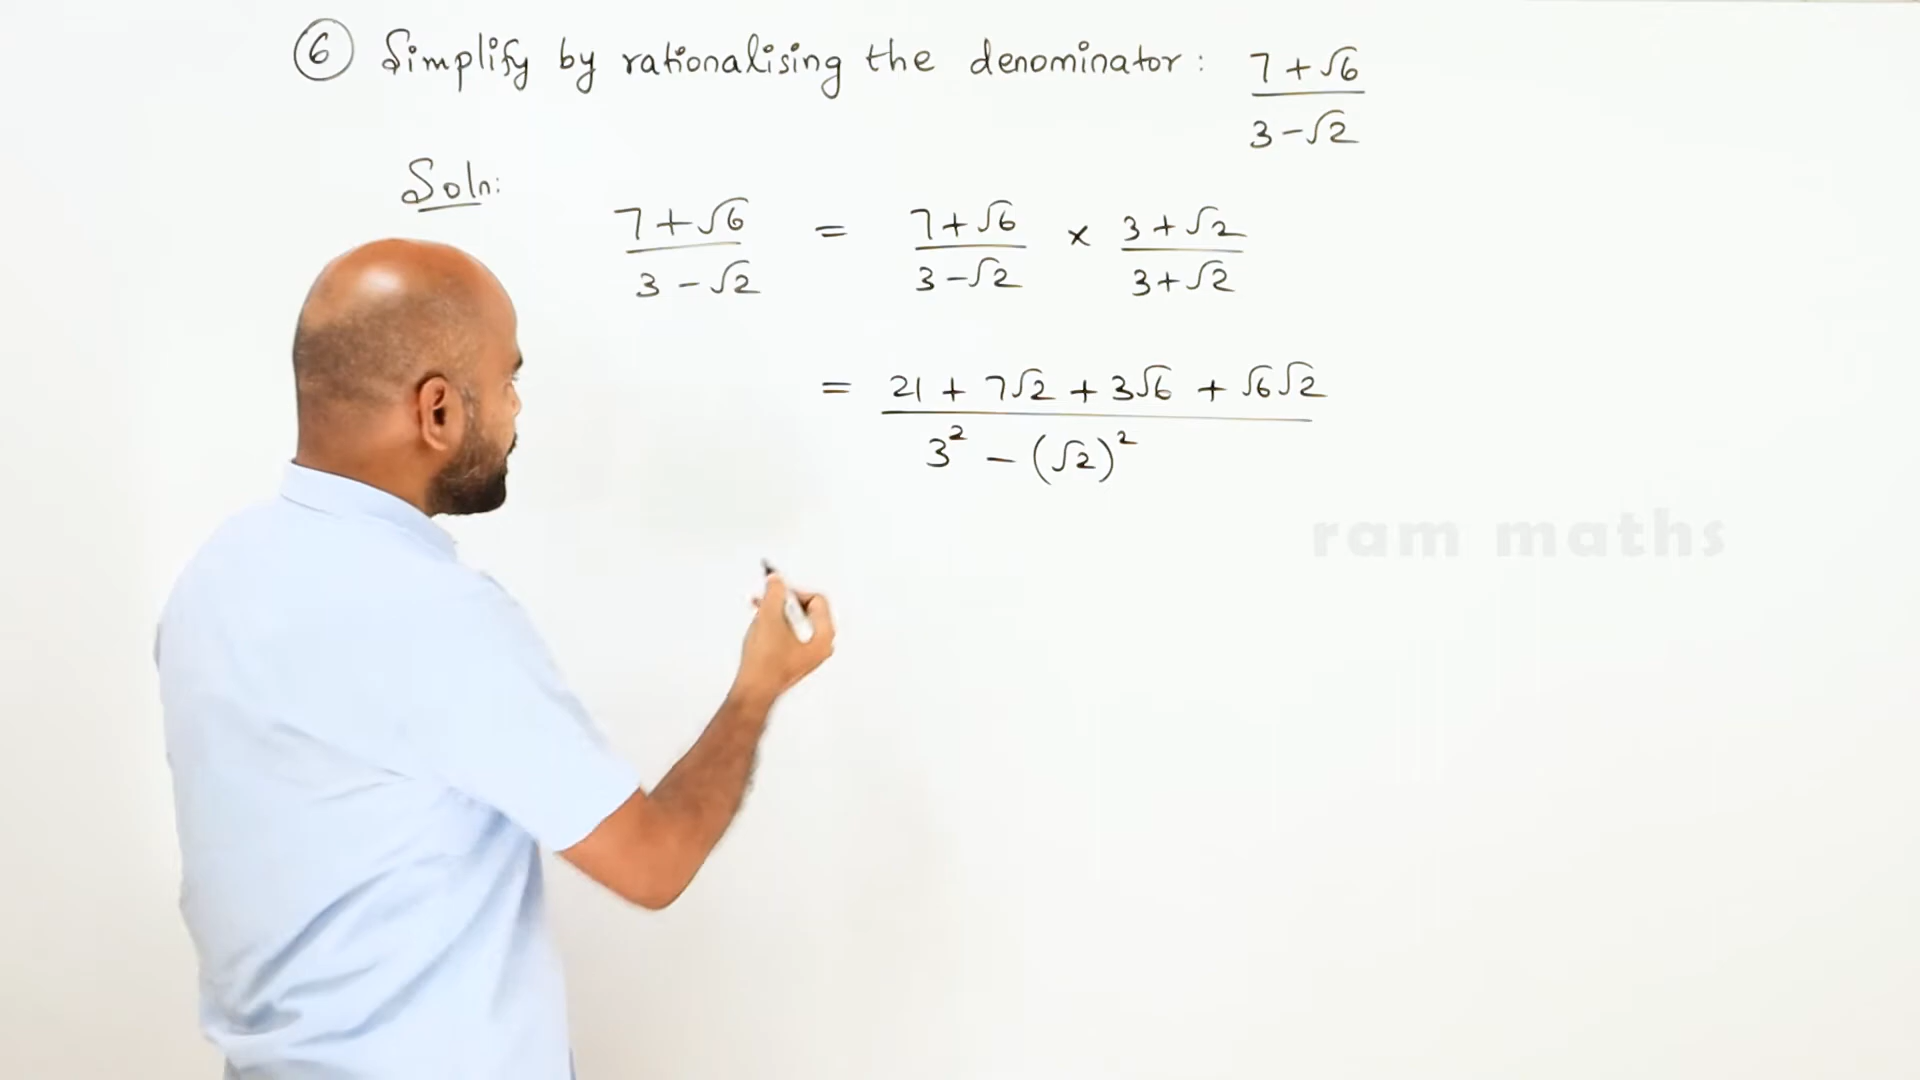 ⑥ Simplify by rationalising the denominator: (7+√6)/(3-√2)
Soln:
(7+√6)/(3-√2) = (7+√6)/(3-√2) × (3+√2)/(3+√2)
= (21 + 7√2 + 3√6 + √6√2)/(3² - (√2)²)
ram maths